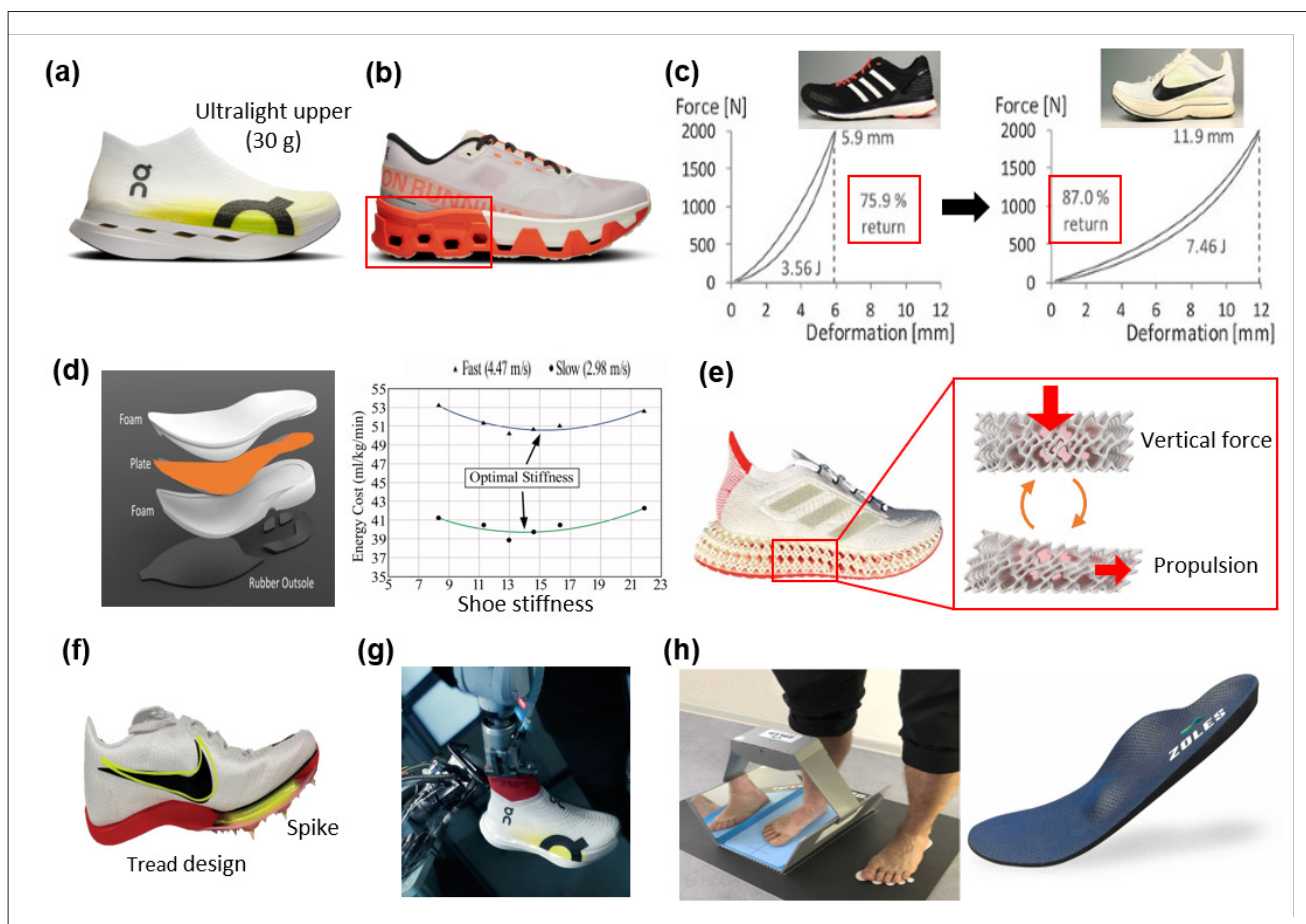 (a)
Ultralight upper
(30 g)
(b)
ON RUNNING
(c)
Force [N]
2000
1500
1000
500
0
0 2 4 6 8 10 12
Deformation [mm]
5.9 mm
75.9 %
return
3.56 J
Force [N]
2000
1500
1000
500
0
0 2 4 6 8 10 12
Deformation [mm]
11.9 mm
87.0 %
return
7.46 J
(d)
Foam
Plate
Foam
Rubber Outsole
▲ Fast (4.47 m/s) ● Slow (2.98 m/s)
Energy Cost (ml/kg/min)
55
53
51
49
47
45
43
41
39
37
35
Optimal Stiffness
5 7 9 11 13 15 17 19 21 23
Shoe stiffness
(e)
Vertical force
Propulsion
(f)
Spike
Tread design
(g)
(h)
ZOLES